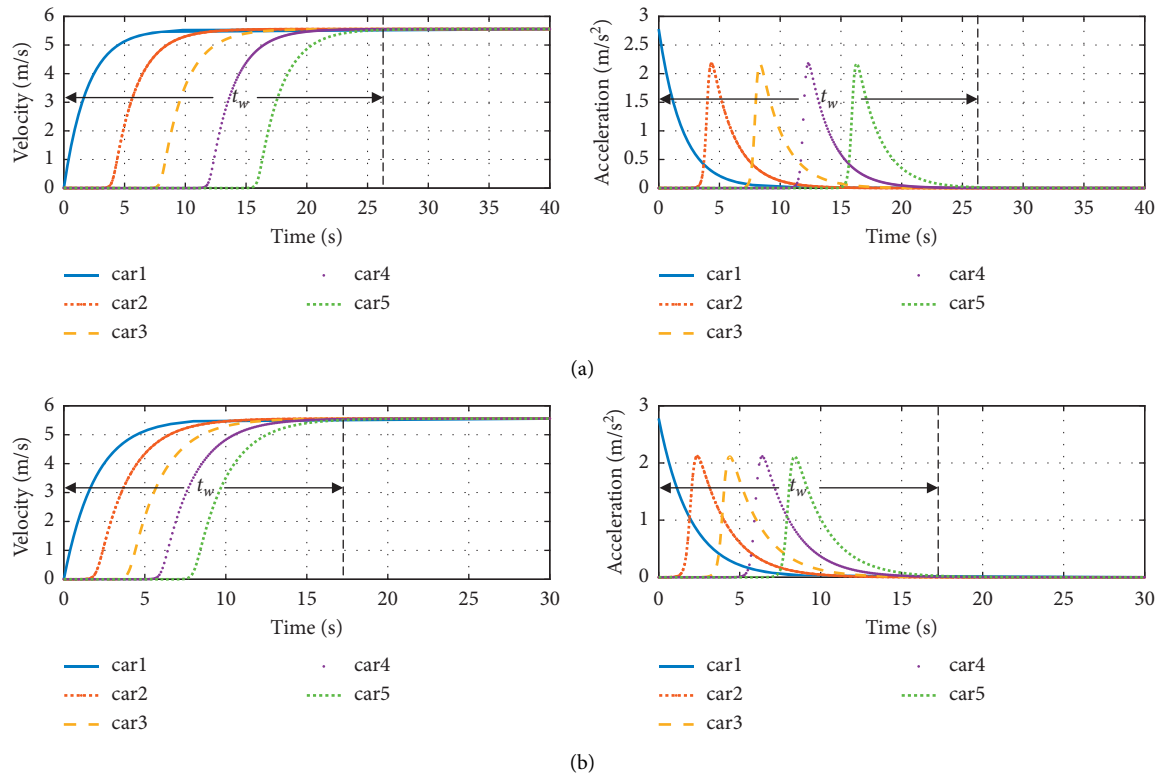 Velocity (m/s)
6
5
4
3
2
1
0
0 5 10 15 20 25 30 35 40
Time (s)
t_w
car1
car2
car3
car4
car5
Acceleration (m/s²)
3
2.5
2
1.5
1
0.5
0
0 5 10 15 20 25 30 35 40
Time (s)
t_w
car1
car2
car3
car4
car5
(a)
Velocity (m/s)
6
5
4
3
2
1
0
0 5 10 15 20 25 30
Time (s)
t_w
car1
car2
car3
car4
car5
Acceleration (m/s²)
3
2
1
0
0 5 10 15 20 25 30
Time (s)
t_w
car1
car2
car3
car4
car5
(b)